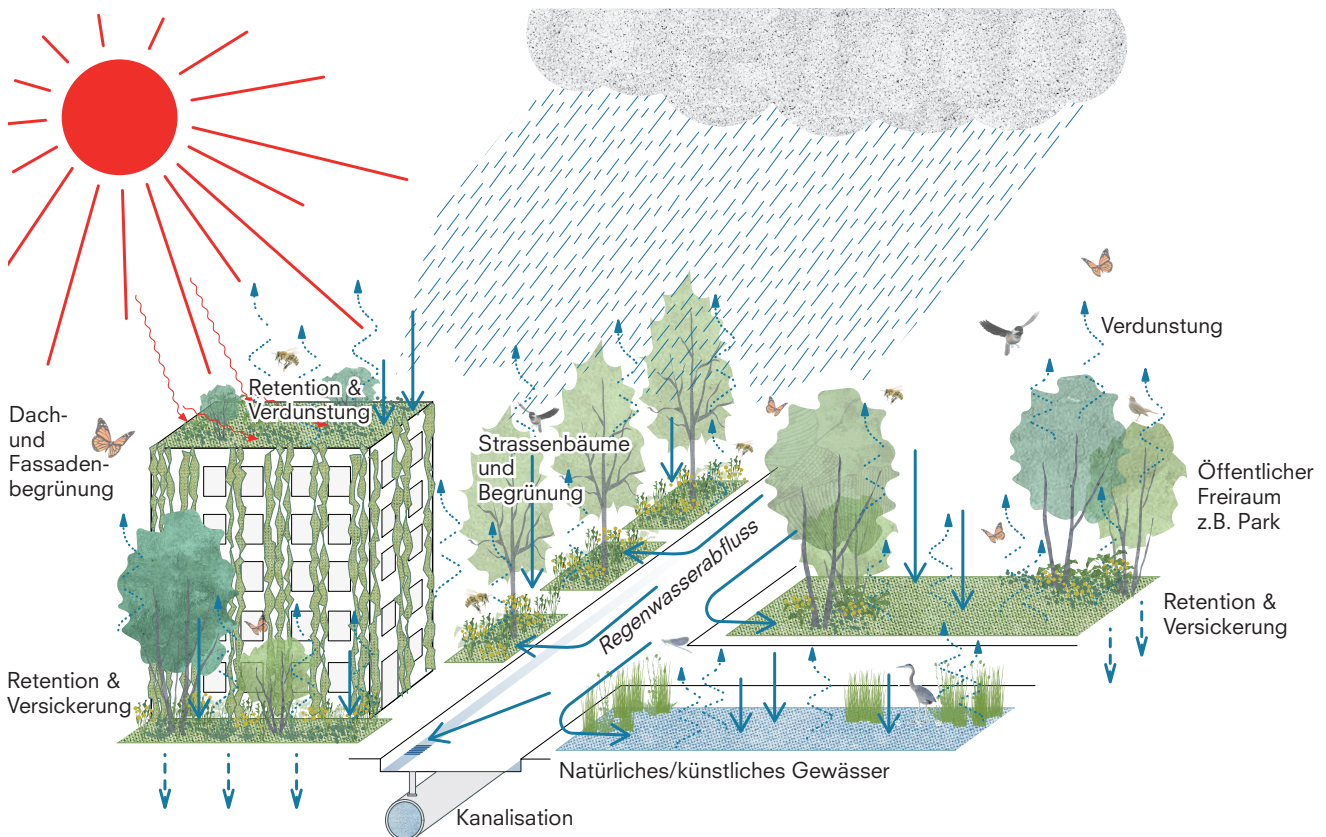 Verdunstung
Retention &
Verdunstung
Dach-
und
Fassaden-
begrünung
Strassenbäume
und
Begrünung
Öffentlicher
Freiraum
z.B. Park
Regenwasserabfluss
Retention &
Versickerung
Retention &
Versickerung
Natürliches/künstliches Gewässer
Kanalisation